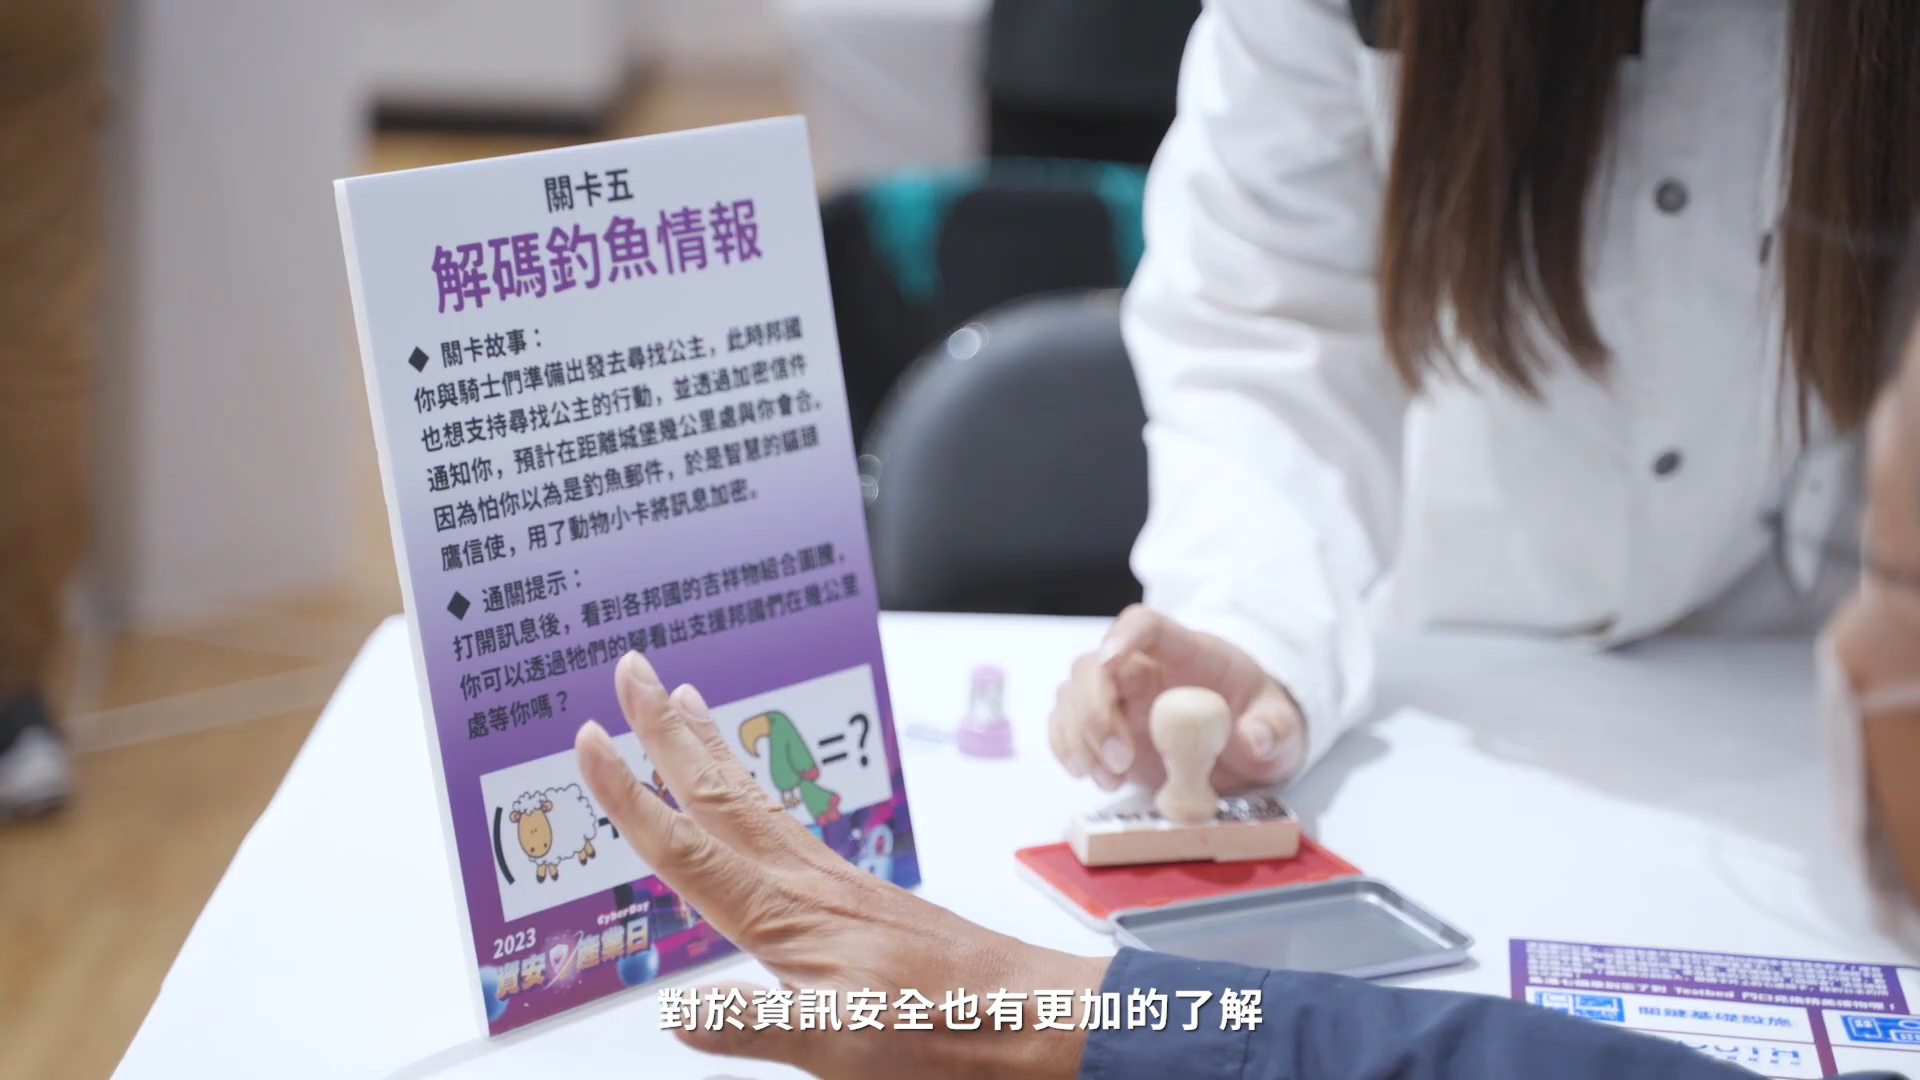 關卡五
解碼釣魚情報
◆ 關卡故事：
你與騎士們準備出發去尋找公主，此時邦國
也想支持尋找公主的行動，並透過加密信件
通知你，預計在距離城堡幾公里處與你會合。
因為怕你以為是釣魚郵件，於是智慧的貓頭
鷹信使，用了動物小卡將訊息加密。
◆ 通關提示：
打開訊息後，看到各邦國的吉祥物組合圖騰，
你可以透過牠們的腳看出支援邦國們在幾公里
處等你嗎？
(
=?
CyberDay
2023
資安產業日
關鍵基礎設施
對於資訊安全也有更加的了解